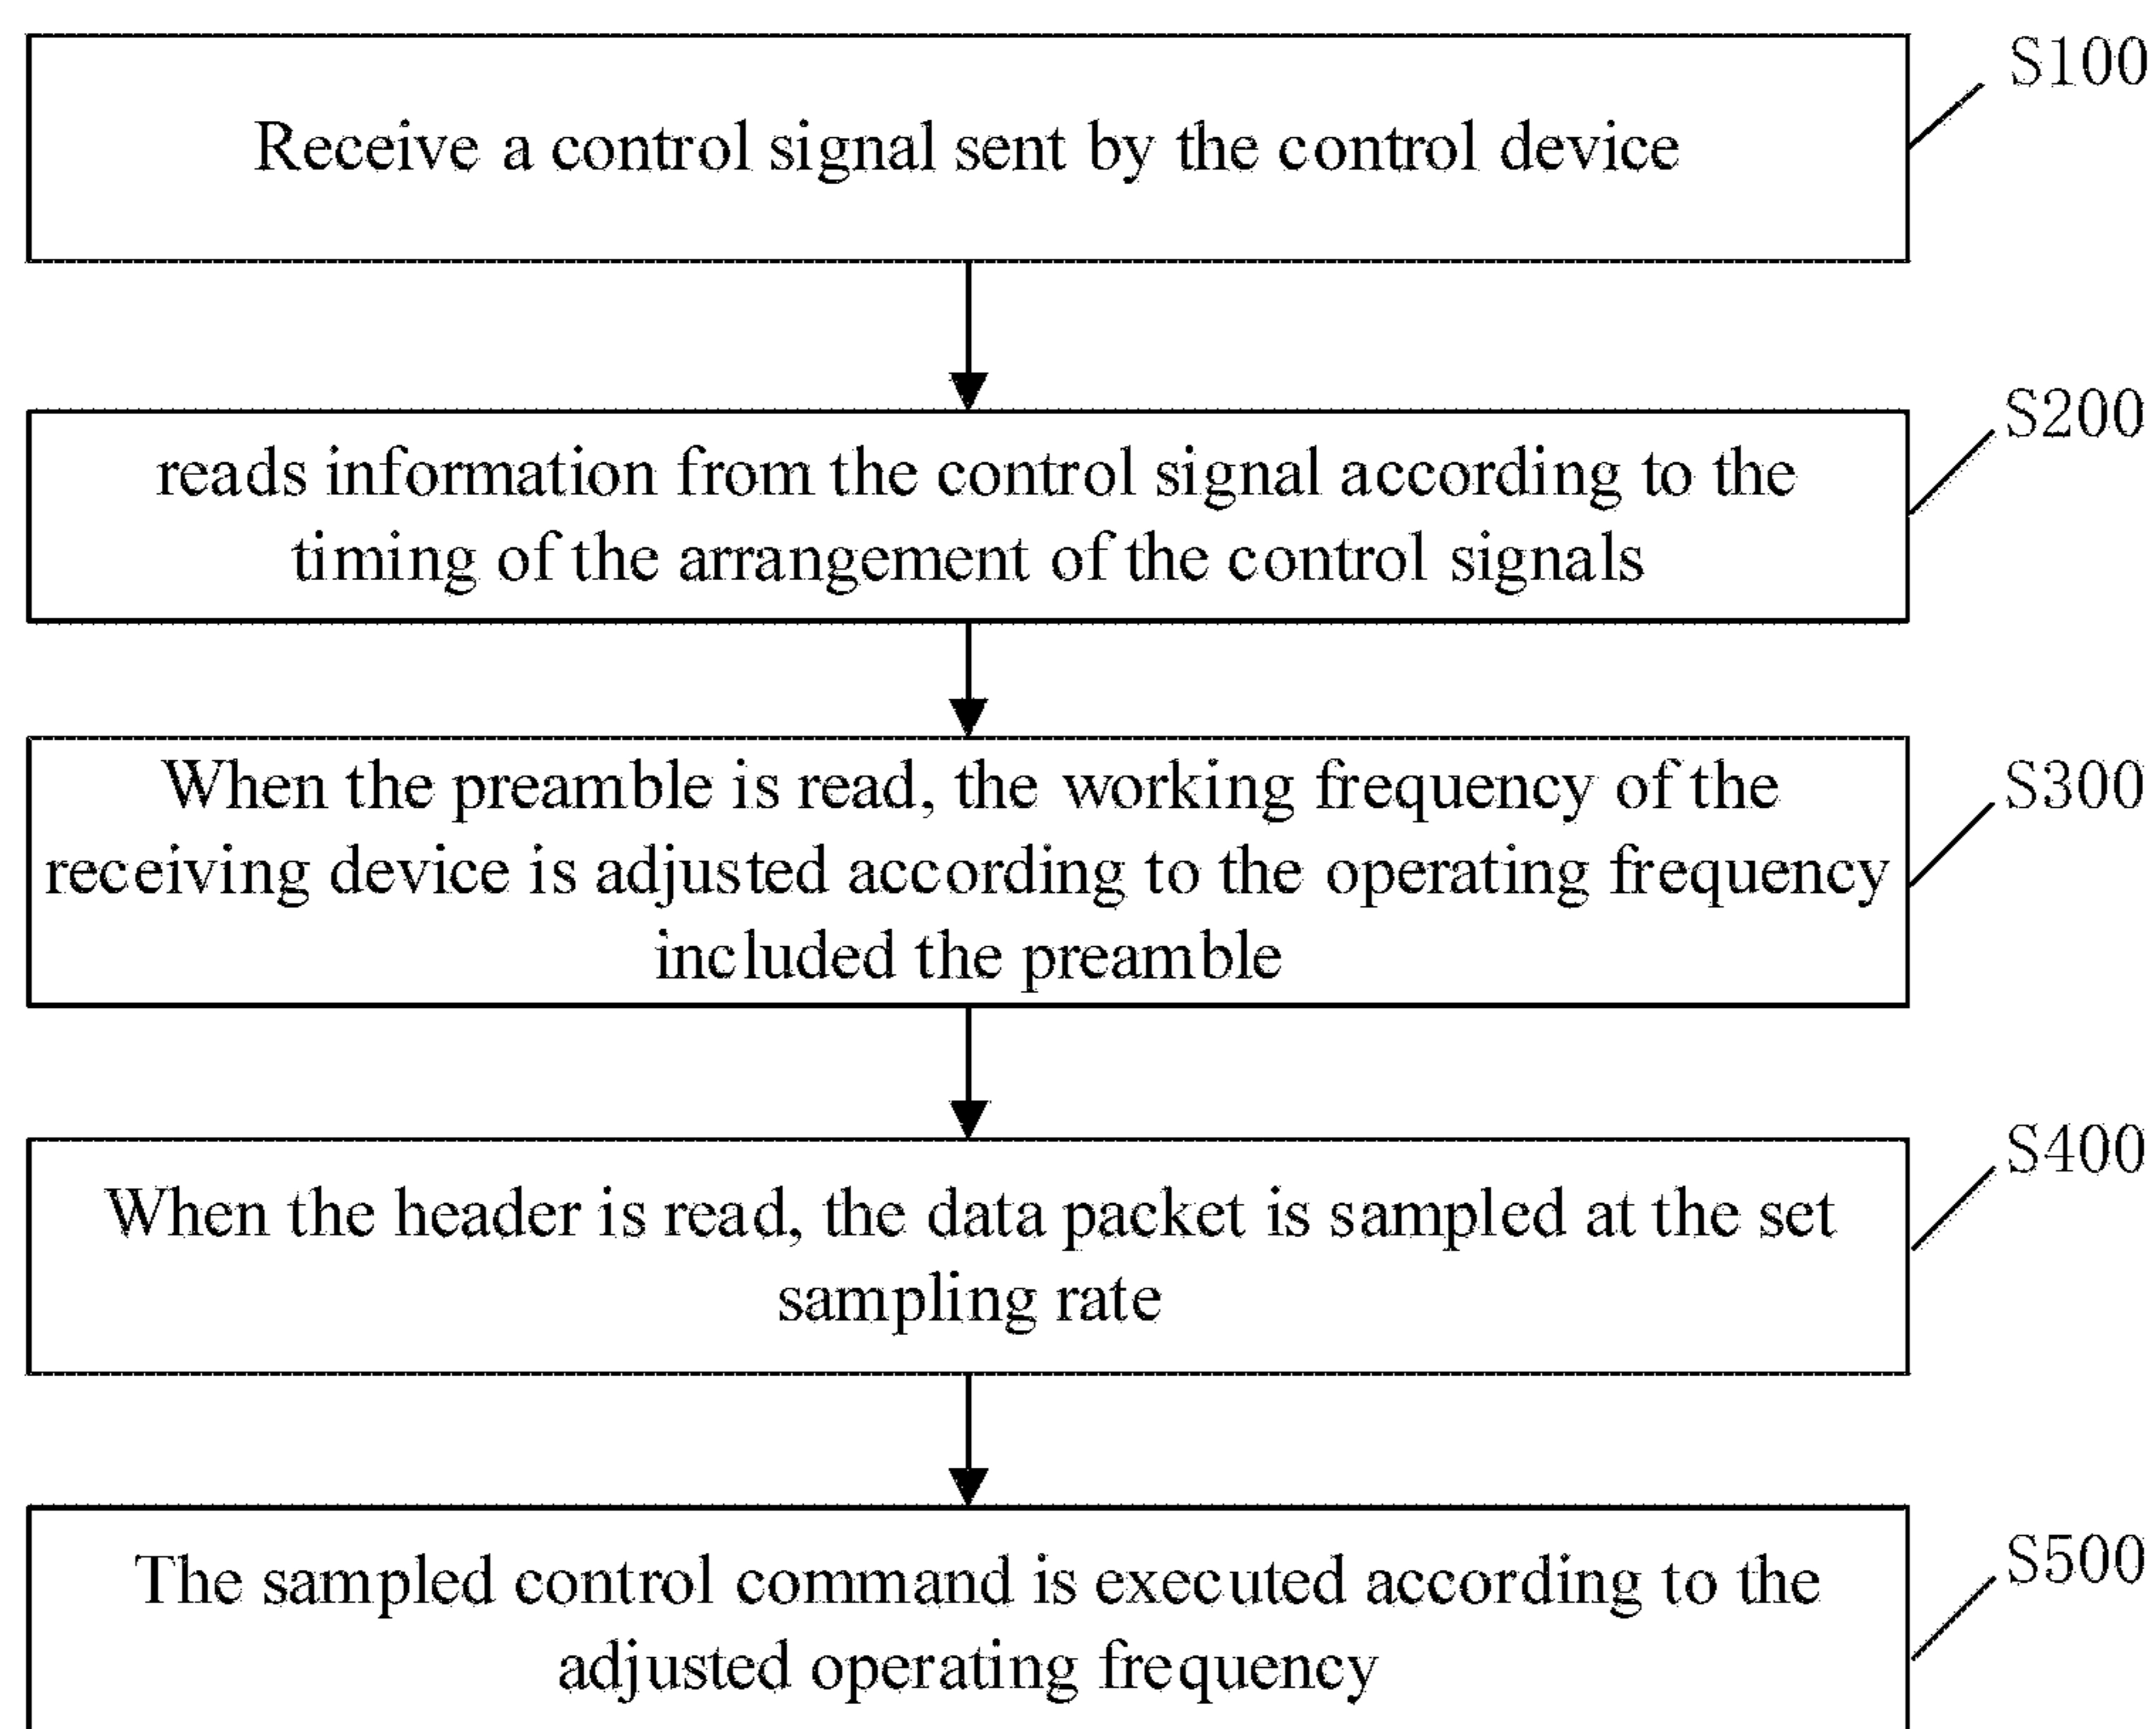 S100
Receive a control signal sent by the control device
S200
reads information from the control signal according to the
timing of the arrangement of the control signals
S300
When the preamble is read, the working frequency of the
receiving device is adjusted according to the operating frequency
included the preamble
S400
When the header is read, the data packet is sampled at the set
sampling rate
S500
The sampled control command is executed according to the
adjusted operating frequency